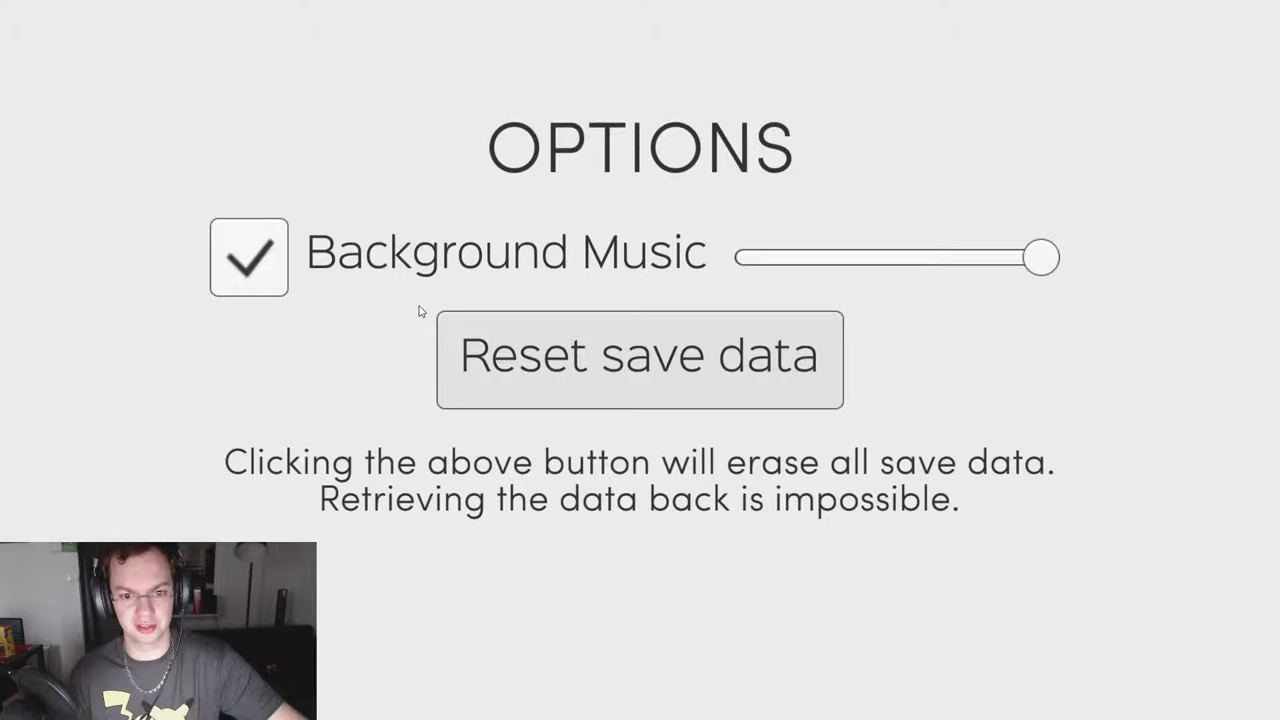 OPTIONS
Background Music
Reset save data
Clicking the above button will erase all save data.
Retrieving the data back is impossible.